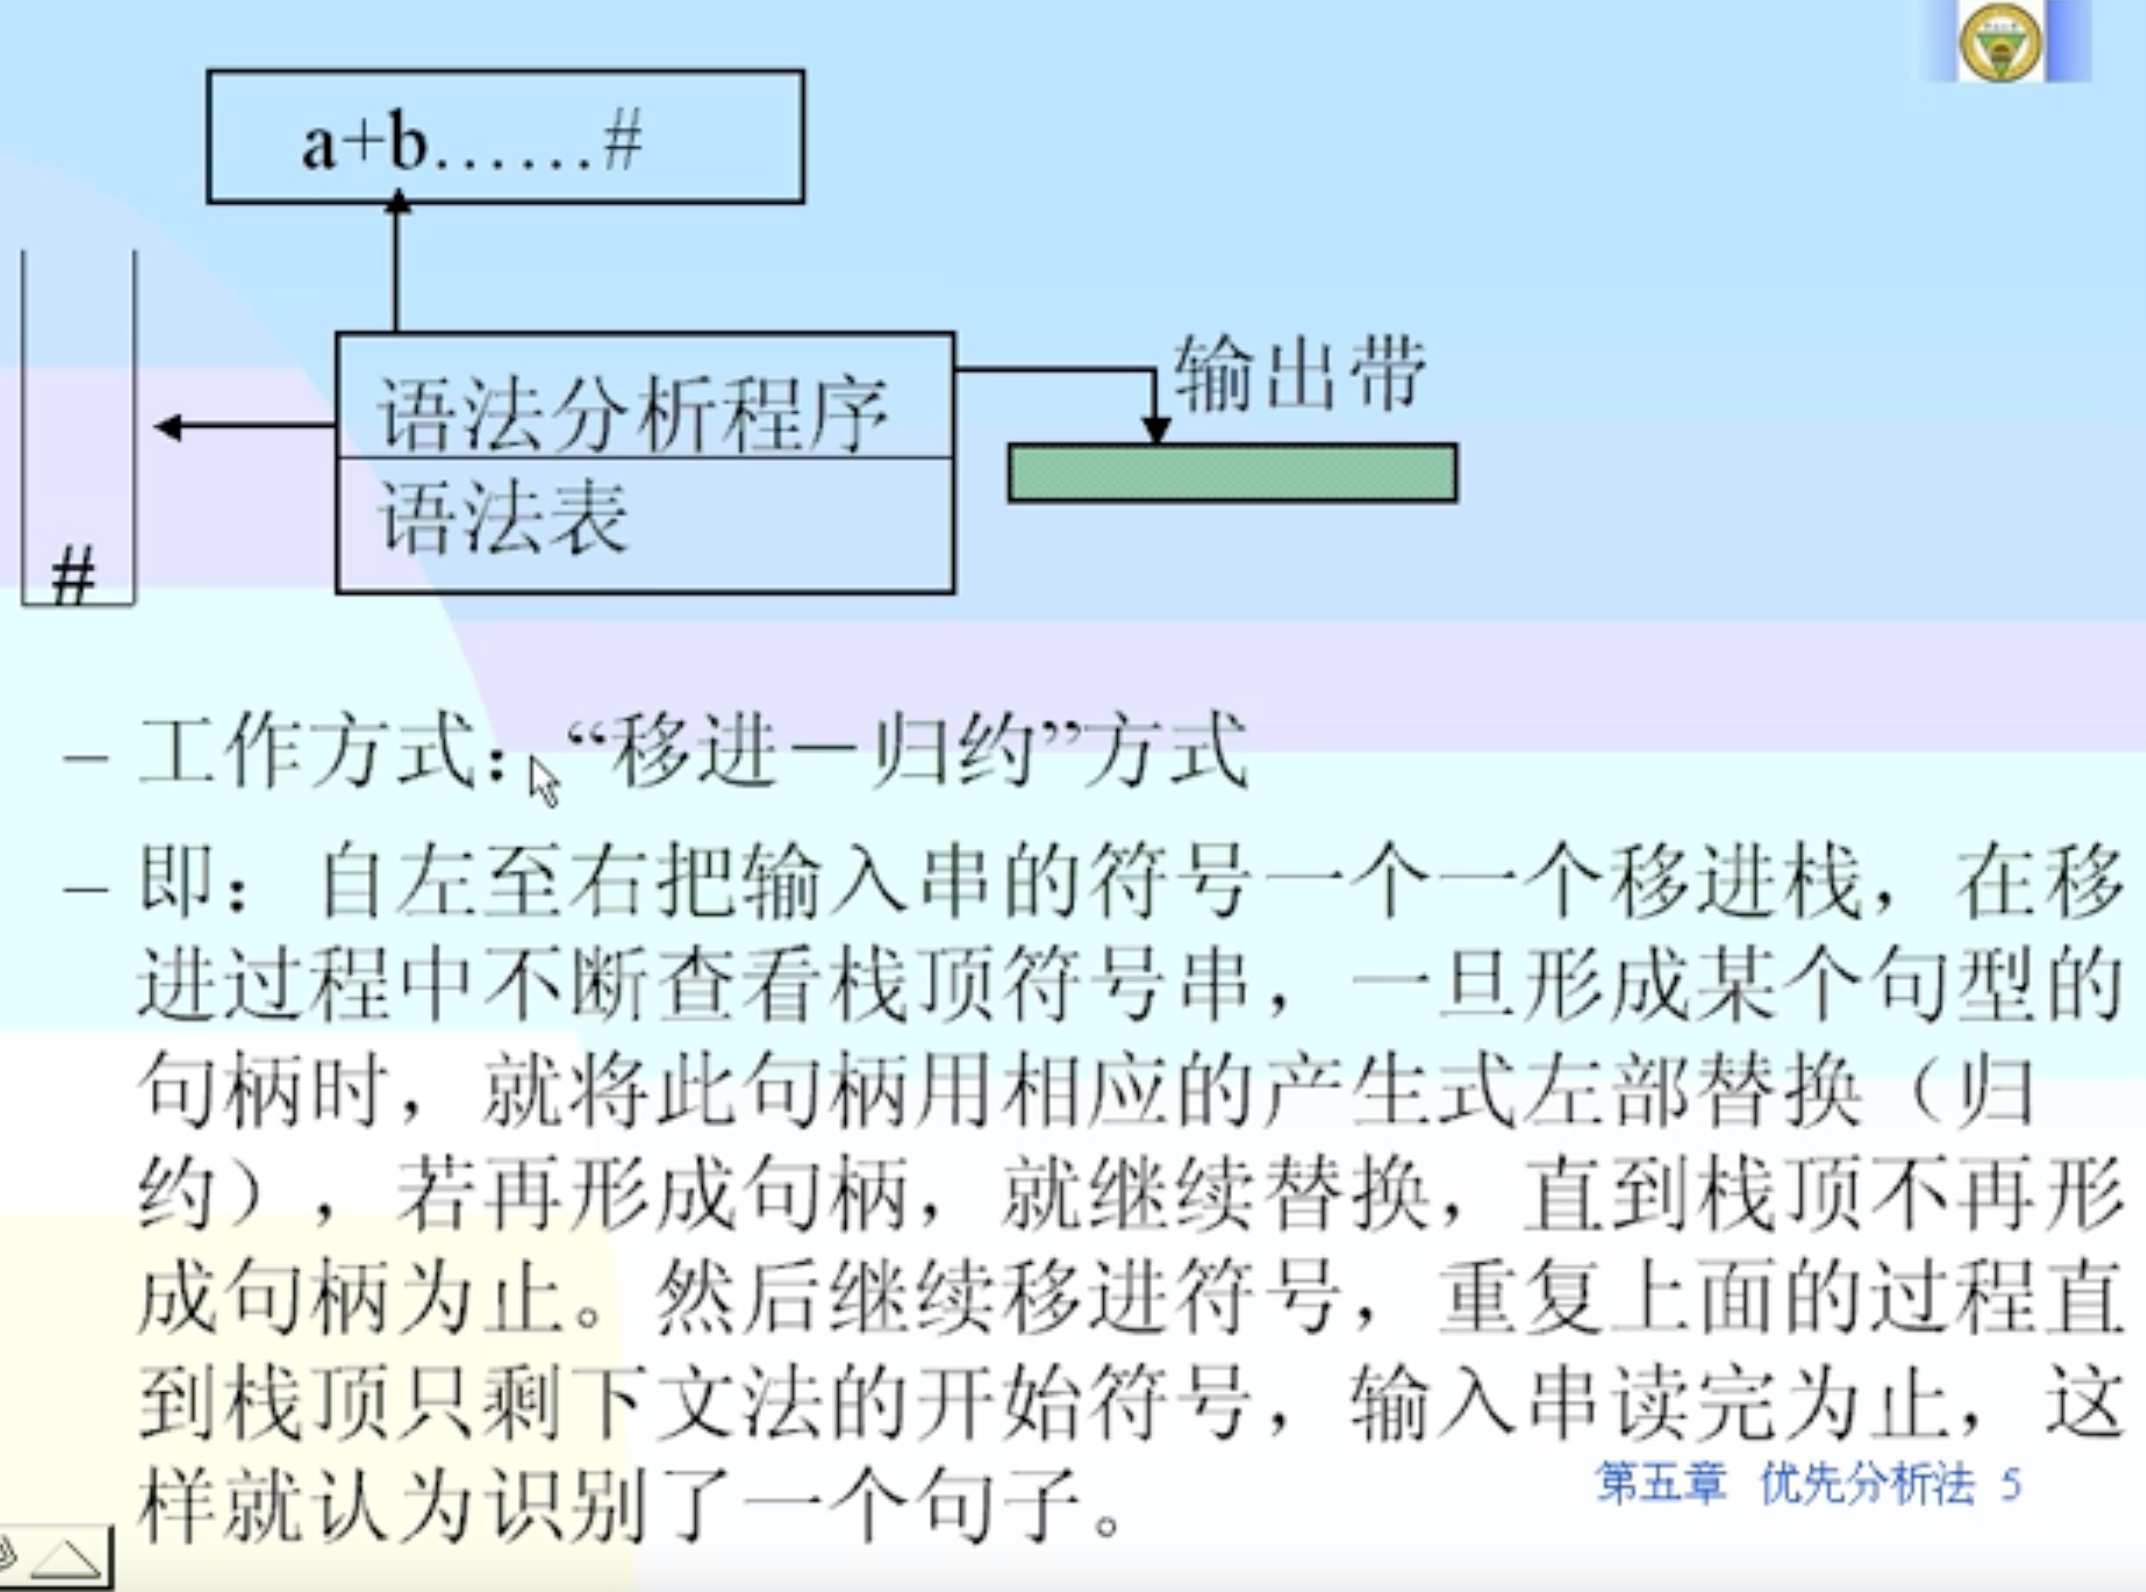 a+b......#
语法分析程序
输出带
语法表
#
– 工作方式：“移进－归约”方式
– 即：自左至右把输入串的符号一个一个移进栈，在移
进过程中不断查看栈顶符号串，一旦形成某个句型的
句柄时，就将此句柄用相应的产生式左部替换（归
约），若再形成句柄，就继续替换，直到栈顶不再形
成句柄为止。然后继续移进符号，重复上面的过程直
到栈顶只剩下文法的开始符号，输入串读完为止，这
样就认为识别了一个句子。
第五章 优先分析法 5